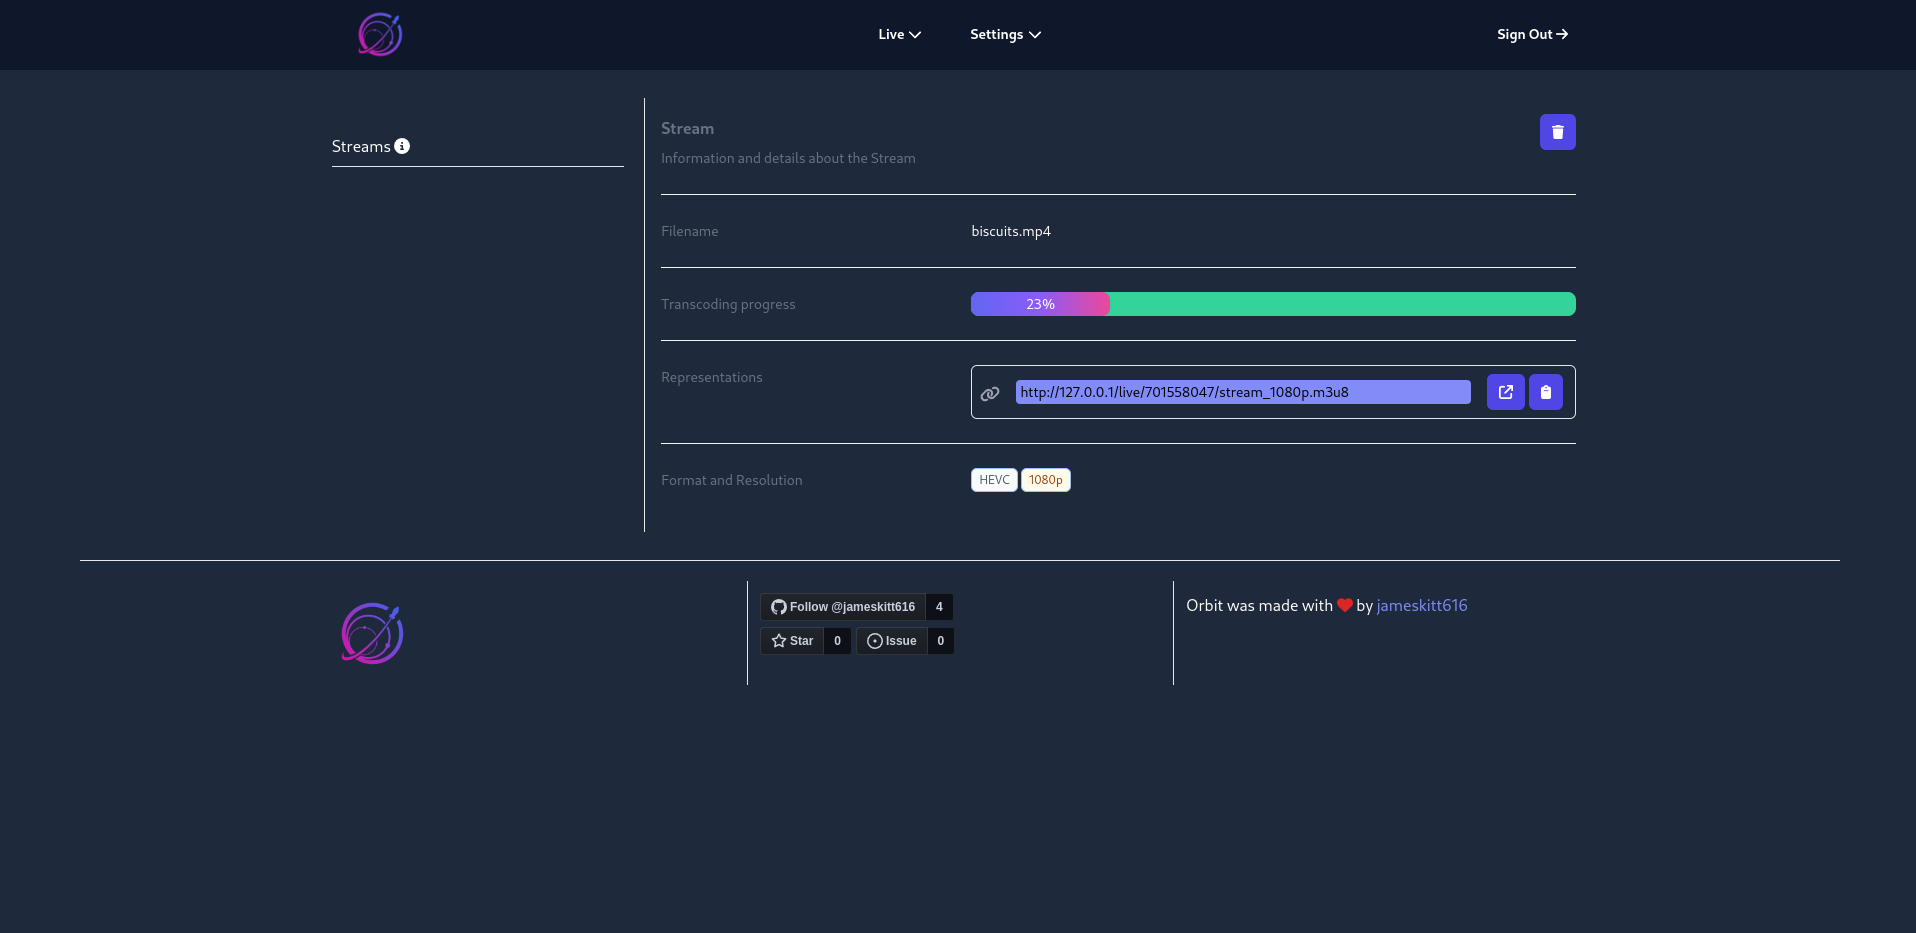 Live
Settings
Sign Out
Streams
Stream
Information and details about the Stream
Filename
biscuits.mp4
Transcoding progress
23%
Representations
http://127.0.0.1/live/701558047/stream_1080p.m3u8
Format and Resolution
HEVC 1080p
Follow @jameskitt616 4
Star 0 Issue 0
Orbit was made with by jameskitt616